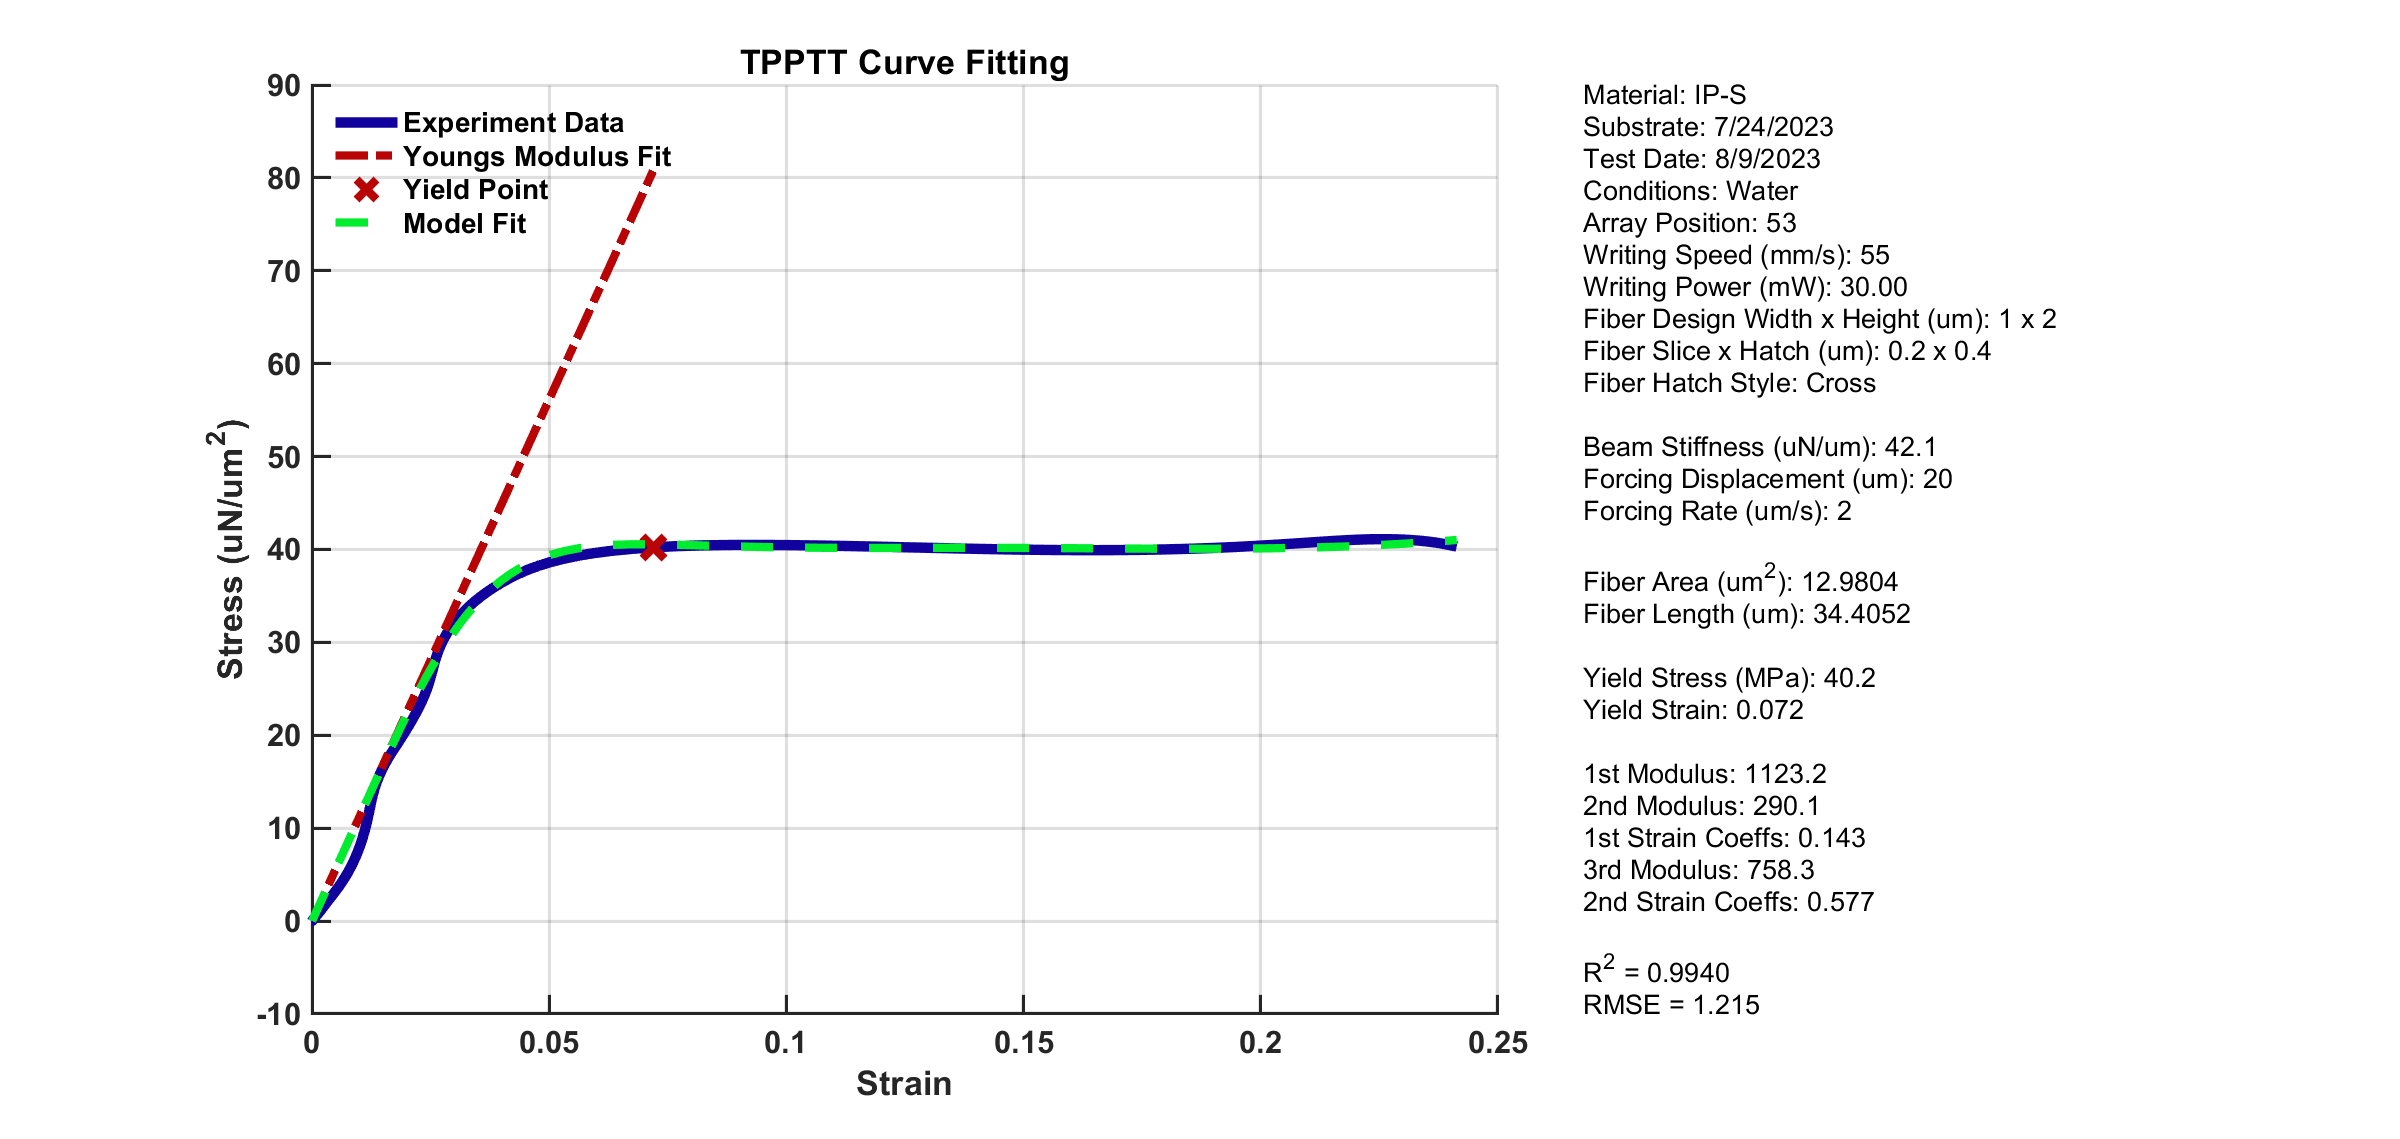 TPPTT Curve Fitting
90
80
70
60
50
40
30
20
10
0
-10
Stress (uN/um²)
Experiment Data
Youngs Modulus Fit
Yield Point
Model Fit
0 0.05 0.1 0.15 0.2 0.25
Strain
Material: IP-S
Substrate: 7/24/2023
Test Date: 8/9/2023
Conditions: Water
Array Position: 53
Writing Speed (mm/s): 55
Writing Power (mW): 30.00
Fiber Design Width x Height (um): 1 x 2
Fiber Slice x Hatch (um): 0.2 x 0.4
Fiber Hatch Style: Cross
Beam Stiffness (uN/um): 42.1
Forcing Displacement (um): 20
Forcing Rate (um/s): 2
Fiber Area (um²): 12.9804
Fiber Length (um): 34.4052
Yield Stress (MPa): 40.2
Yield Strain: 0.072
1st Modulus: 1123.2
2nd Modulus: 290.1
1st Strain Coeffs: 0.143
3rd Modulus: 758.3
2nd Strain Coeffs: 0.577
R² = 0.9940
RMSE = 1.215